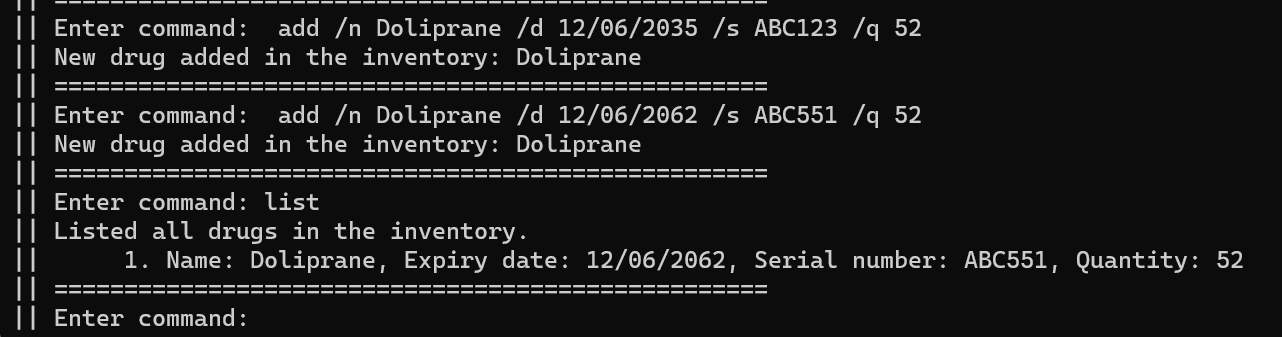 || ===================================================
|| Enter command:  add /n Doliprane /d 12/06/2035 /s ABC123 /q 52
|| New drug added in the inventory: Doliprane
|| ===================================================
|| Enter command:  add /n Doliprane /d 12/06/2062 /s ABC551 /q 52
|| New drug added in the inventory: Doliprane
|| ===================================================
|| Enter command: list
|| Listed all drugs in the inventory.
||      1. Name: Doliprane, Expiry date: 12/06/2062, Serial number: ABC551, Quantity: 52
|| ===================================================
|| Enter command: